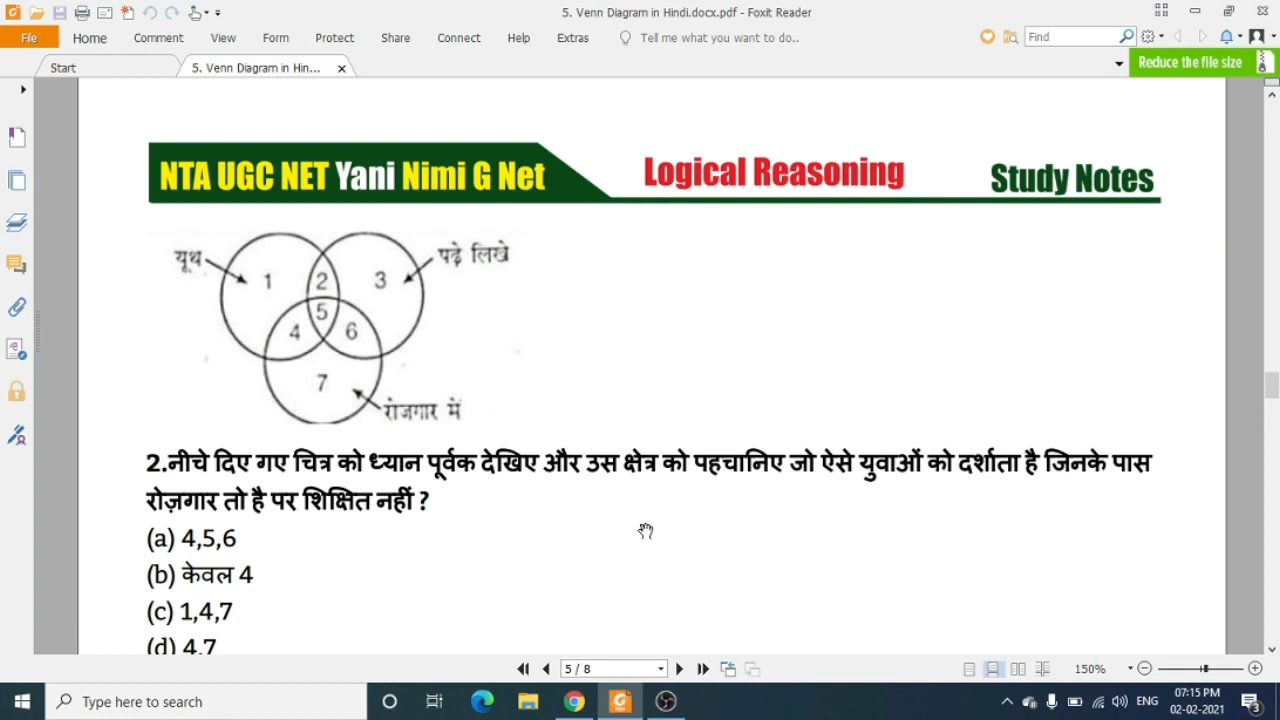 5. Venn Diagram in Hindi.docx.pdf - Foxit Reader
File Home Comment View Form Protect Share Connect Help Extras Tell me what you want to do.. Find
Start 5. Venn Diagram in Hin... Reduce the file size
NTA UGC NET Yani Nimi G Net Logical Reasoning Study Notes
यूथ 1 2 3 पढ़े लिखे
5
4 6
7
रोजगार में
2.नीचे दिए गए चित्र को ध्यान पूर्वक देखिए और उस क्षेत्र को पहचानिए जो ऐसे युवाओं को दर्शाता है जिनके पास
रोज़गार तो है पर शिक्षित नहीं ?
(a) 4,5,6
(b) केवल 4
(c) 1,4,7
(d) 4,7
5 / 8 150%
Type here to search ENG 07:15 PM
02-02-2021 3